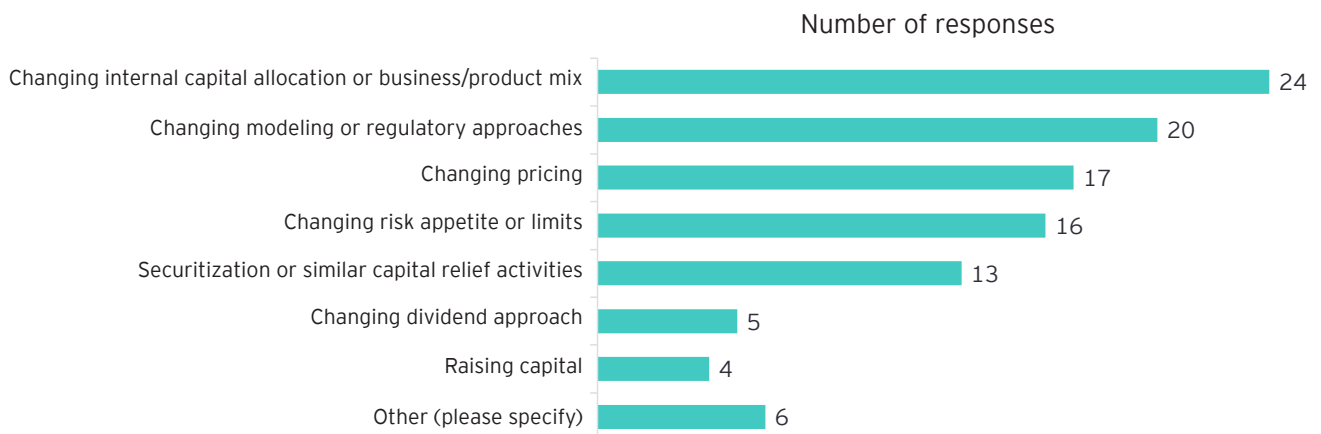 Number of responses
Changing internal capital allocation or business/product mix 24
Changing modeling or regulatory approaches 20
Changing pricing 17
Changing risk appetite or limits 16
Securitization or similar capital relief activities 13
Changing dividend approach 5
Raising capital 4
Other (please specify) 6